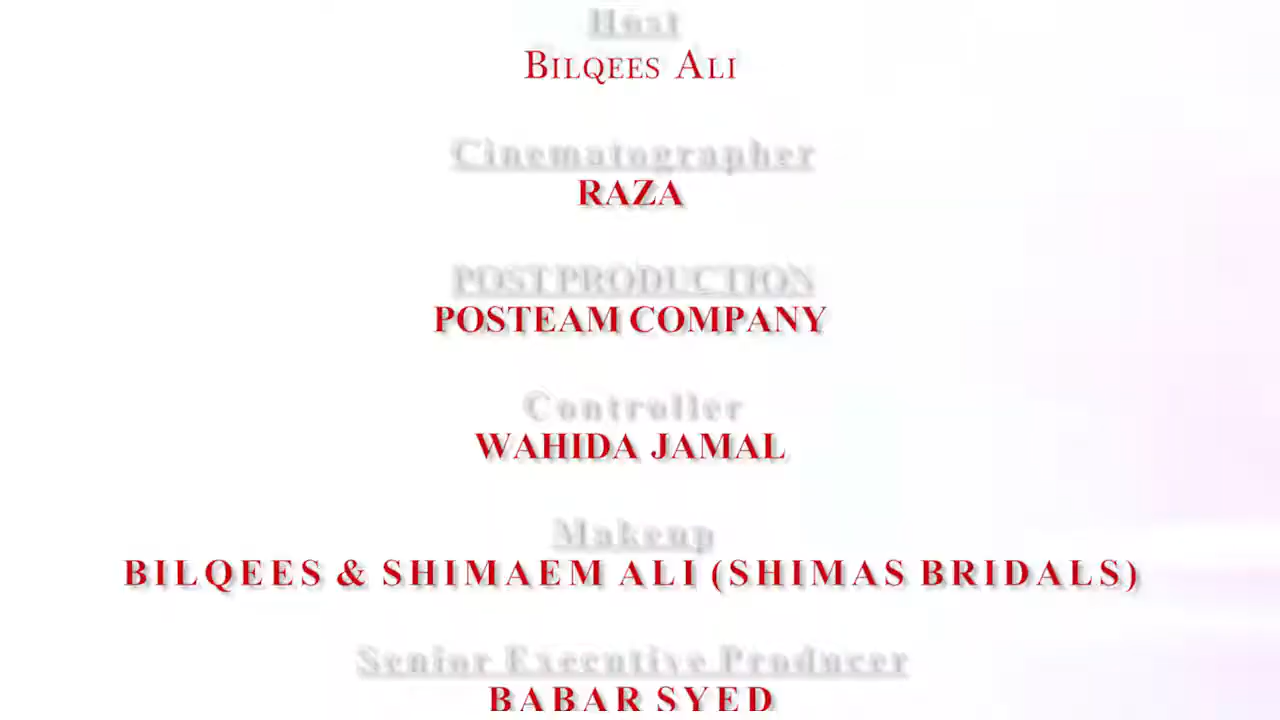 Host
Bilqees Ali
Cinematographer
RAZA
POST PRODUCTION
POSTEAM COMPANY
Controller
WAHIDA JAMAL
Makeup
BILQEES & SHIMAEM ALI (SHIMAS BRIDALS)
Senior Executive Producer
BABAR SYED